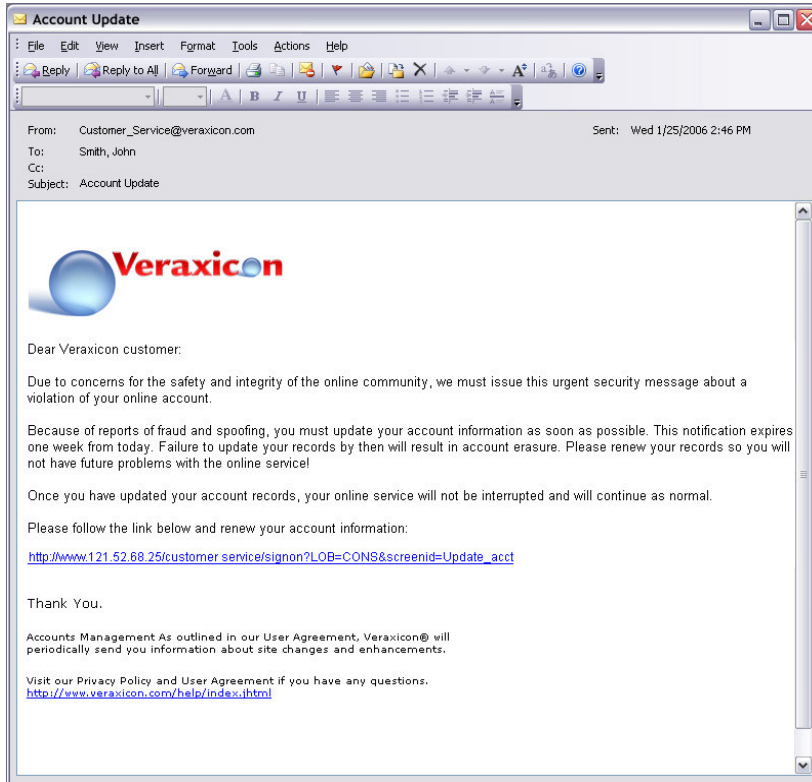 Account Update
File Edit View Insert Format Tools Actions Help
Reply Reply to All Forward
A B I U
From: Customer_Service@veraxicon.com Sent: Wed 1/25/2006 2:46 PM
To: Smith, John
Cc:
Subject: Account Update
Veraxicon
Dear Veraxicon customer:
Due to concerns for the safety and integrity of the online community, we must issue this urgent security message about a
violation of your online account.
Because of reports of fraud and spoofing, you must update your account information as soon as possible. This notification expires
one week from today. Failure to update your records by then will result in account erasure. Please renew your records so you will
not have future problems with the online service!
Once you have updated your account records, your online service will not be interrupted and will continue as normal.
Please follow the link below and renew your account information:
http://www.121.52.68.25/customer service/signon?LOB=CONS&screenid=Update_acct
Thank You.
Accounts Management As outlined in our User Agreement, Veraxicon® will
periodically send you information about site changes and enhancements.
Visit our Privacy Policy and User Agreement if you have any questions.
http://www.veraxicon.com/help/index.jhtml